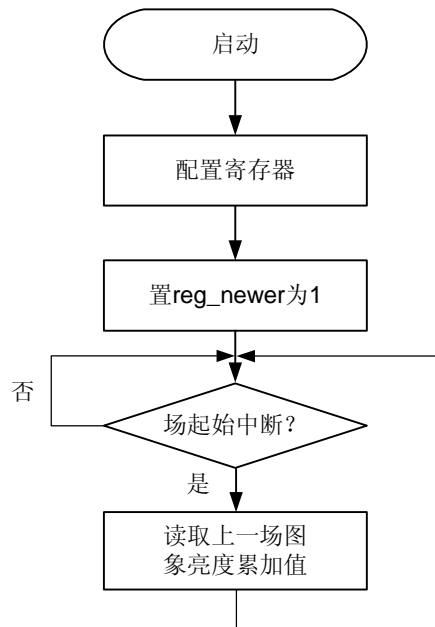 启动
配置寄存器
置reg_newer为1
否
场起始中断？
是
读取上一场图
象亮度累加值